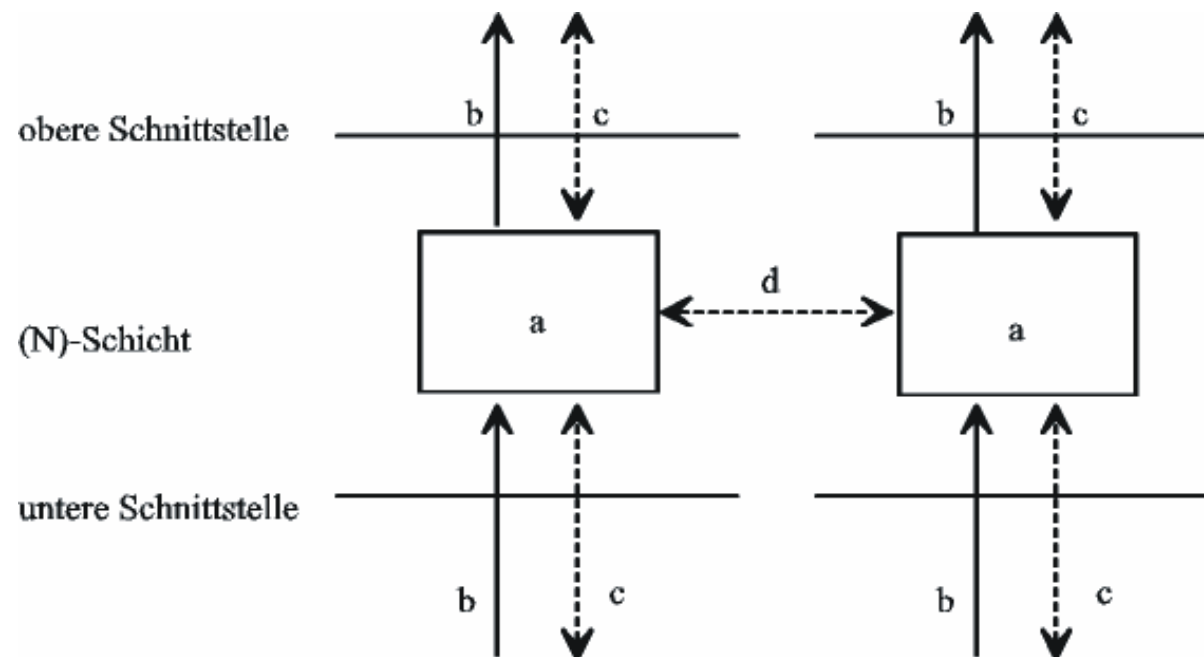 b c b c
obere Schnittstelle
d
a a
(N)-Schicht
untere Schnittstelle
b c b c